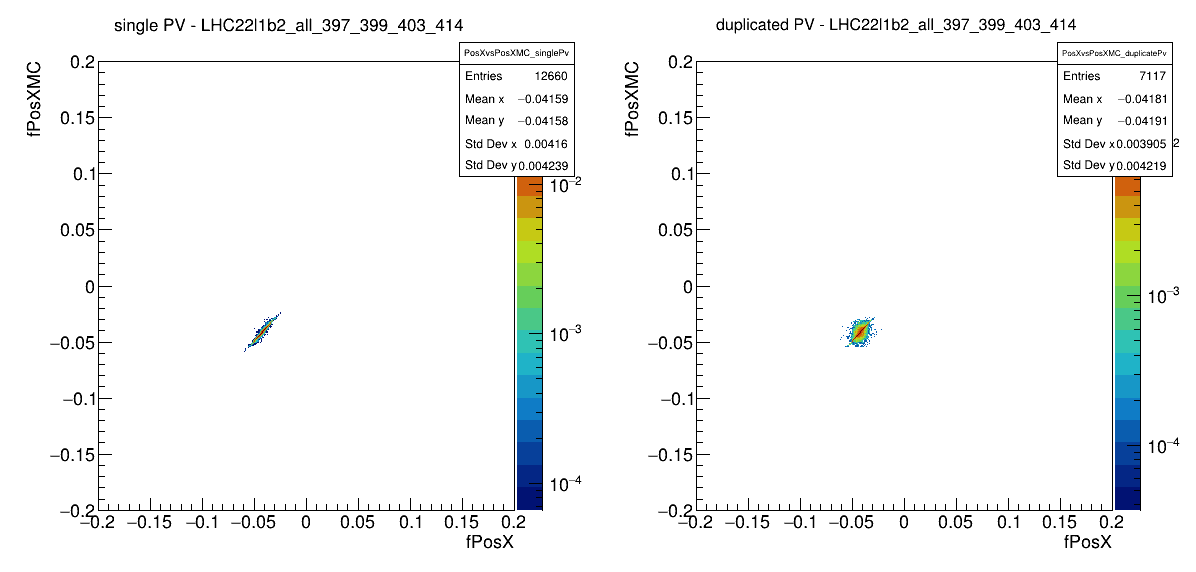 single PV - LHC22l1b2_all_397_399_403_414
PosXvsPosXMC_singlePv
Entries 12660
Mean x −0.04159
Mean y −0.04158
Std Dev x 0.00416
Std Dev y 0.004239
fPosXMC
0.2
0.15
0.1
0.05
0
−0.05
−0.1
−0.15
−0.2
−0.2 −0.15 −0.1 −0.05 0 0.05 0.1 0.15 0.2
fPosX
10−2
10−3
10−4
duplicated PV - LHC22l1b2_all_397_399_403_414
PosXvsPosXMC_duplicatePv
Entries 7117
Mean x −0.04181
Mean y −0.04191
Std Dev x 0.003905
Std Dev y 0.004219
2
fPosXMC
0.2
0.15
0.1
0.05
0
−0.05
−0.1
−0.15
−0.2
−0.2 −0.15 −0.1 −0.05 0 0.05 0.1 0.15 0.2
fPosX
10−3
10−4